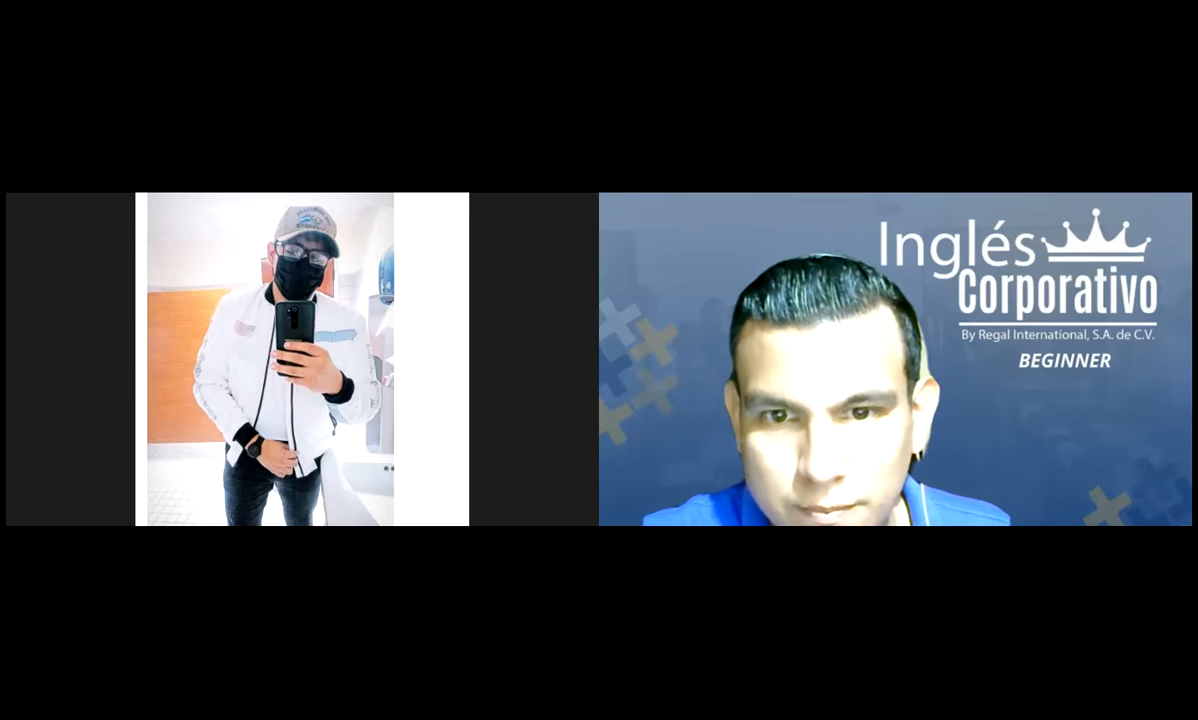 Inglés
Corporativo
By Regal International, S.A. de C.V.
BEGINNER